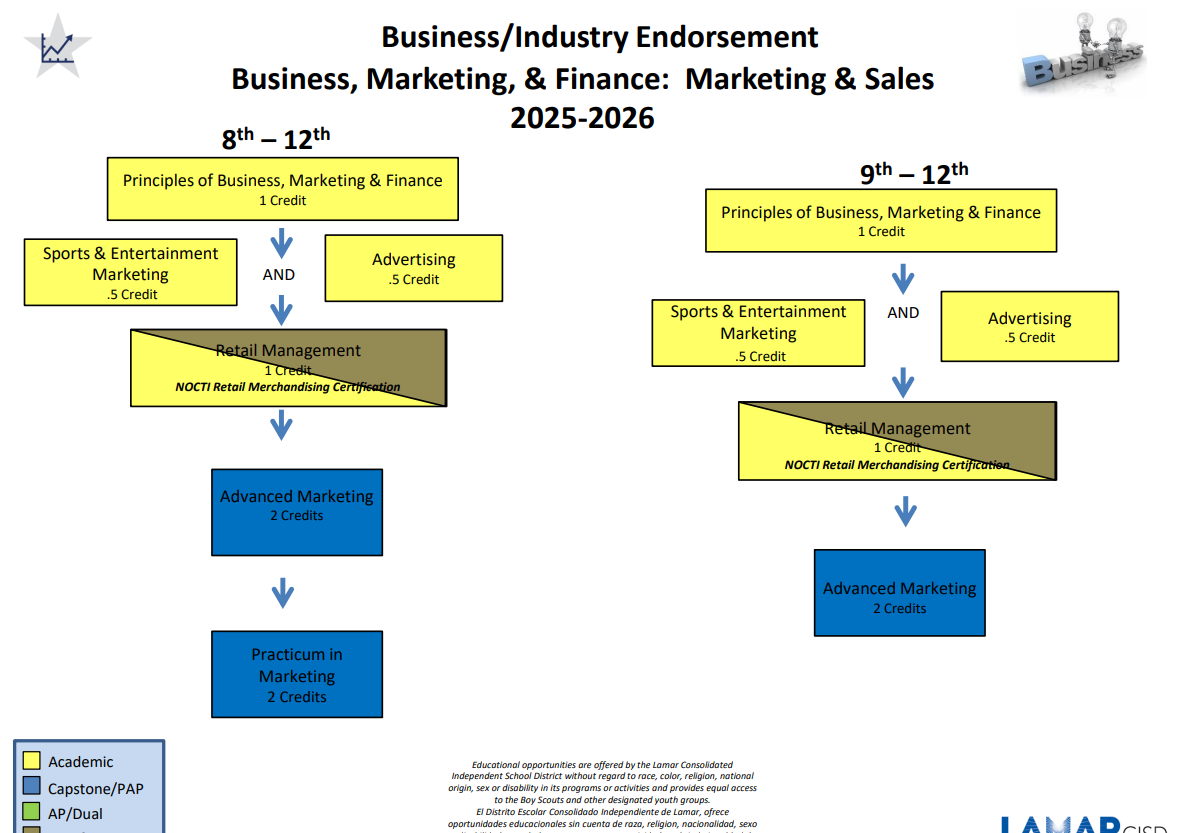 Business/Industry Endorsement
Business, Marketing, & Finance:  Marketing & Sales
2025-2026
Business
8th – 12th
Principles of Business, Marketing & Finance
1 Credit
Sports & Entertainment
Marketing
.5 Credit
AND
Advertising
.5 Credit
Retail Management
1 Credit
NOCTI Retail Merchandising Certification
Advanced Marketing
2 Credits
Practicum in
Marketing
2 Credits
9th – 12th
Principles of Business, Marketing & Finance
1 Credit
Sports & Entertainment
Marketing
.5 Credit
AND
Advertising
.5 Credit
Retail Management
1 Credit
NOCTI Retail Merchandising Certification
Advanced Marketing
2 Credits
Academic
Capstone/PAP
AP/Dual
Educational opportunities are offered by the Lamar Consolidated
Independent School District without regard to race, color, religion, national
origin, sex or disability in its programs or activities and provides equal access
to the Boy Scouts and other designated youth groups.
El Distrito Escolar Consolidado Independiente de Lamar, ofrece
oportunidades educacionales sin cuenta de raza, religion, nacionalidad, sexo
LAMAR CISD